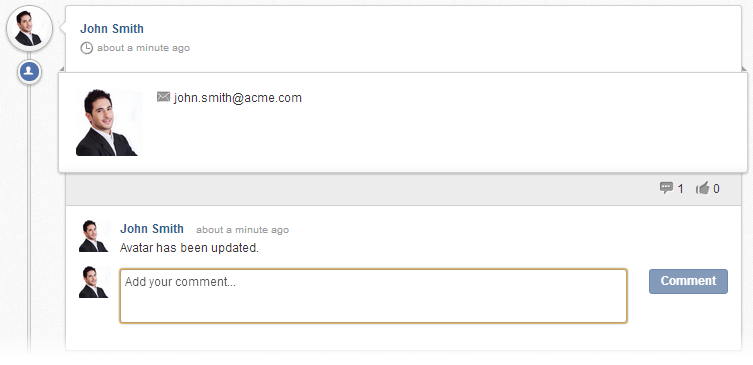 John Smith
about a minute ago
john.smith@acme.com
1 0
John Smith about a minute ago
Avatar has been updated.
Add your comment...
Comment